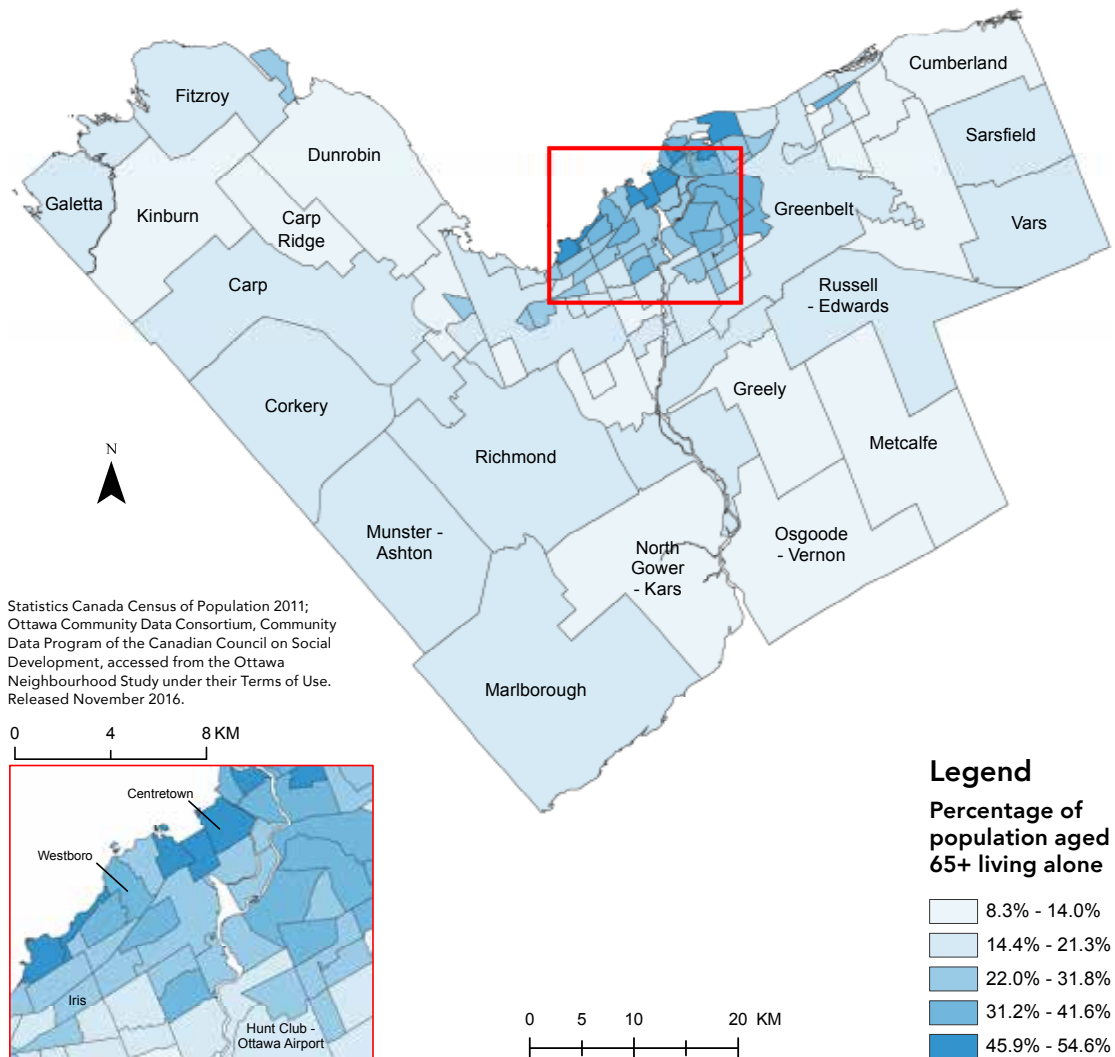 Cumberland
Fitzroy
Sarsfield
Dunrobin
Galetta
Kinburn
Greenbelt
Carp
Ridge
Vars
Carp
Russell
- Edwards
Greely
Corkery
Metcalfe
N
Richmond
Munster -
Ashton
Osgoode
- Vernon
North
Gower
- Kars
Statistics Canada Census of Population 2011;
Ottawa Community Data Consortium, Community
Data Program of the Canadian Council on Social
Development, accessed from the Ottawa
Neighbourhood Study under their Terms of Use.
Released November 2016.
Marlborough
0 4 8 KM
Centretown
Westboro
Iris
Hunt Club -
Ottawa Airport
0 5 10 20 KM
Legend
Percentage of
population aged
65+ living alone
8.3% - 14.0%
14.4% - 21.3%
22.0% - 31.8%
31.2% - 41.6%
45.9% - 54.6%